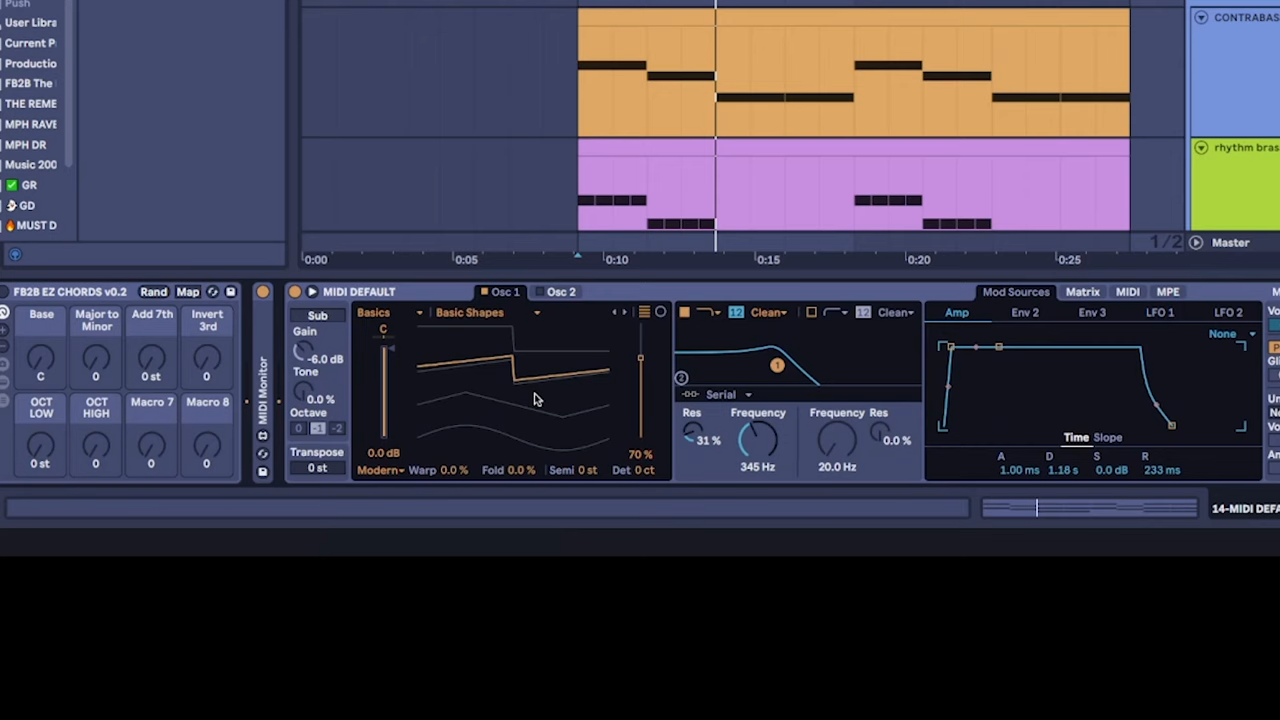 Push
User Libra
Current P
Productio
FB2B The
THE REME
MPH RAVE
MPH DR
Music 200
GR
GD
MUST D
CONTRABAS
rhythm bras
1/2
Master
0:00
0:05
0:10
0:15
0:20
0:25
FB2B EZ CHORDS v0.2 Rand Map
Base
Major to Minor
Add 7th
Invert 3rd
C
0
0 st
0
OCT LOW
OCT HIGH
Macro 7
Macro 8
0 st
0
0
0
MIDI Monitor
MIDI DEFAULT
Osc 1
Osc 2
Sub
Gain
-6.0 dB
Tone
0.0 %
Octave
0 -1 -2
Transpose
0 st
Basics
Basic Shapes
C
0.0 dB
70 %
Modern Warp 0.0 % Fold 0.0 % Semi 0 st Det 0 ct
12 Clean
12 Clean
1
2
Serial
Res
Frequency
Frequency
Res
31 %
345 Hz
20.0 Hz
0.0 %
Mod Sources Matrix MIDI MPE
Amp Env 2 Env 3 LFO 1 LFO 2
None
Time Slope
A D S R
1.00 ms 1.18 s 0.0 dB 233 ms
14-MIDI DEFA